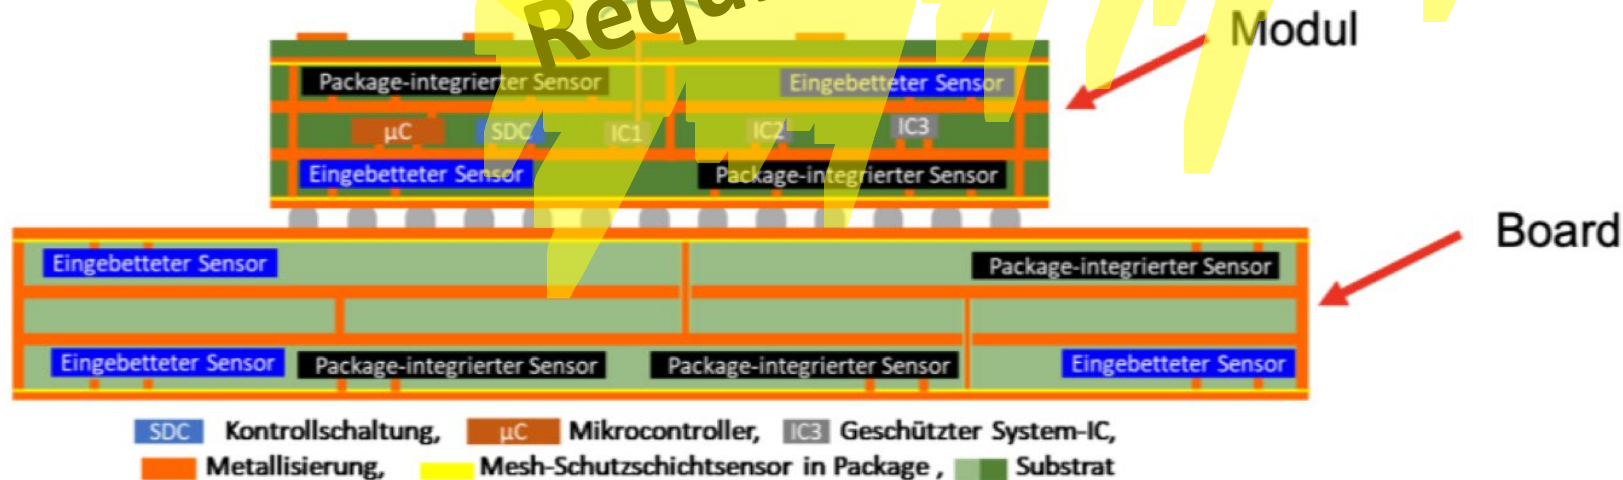 Modul
Package-integrierter Sensor
Eingebetteter Sensor
µC
SDC
IC1
IC2
IC3
Eingebetteter Sensor
Package-integrierter Sensor
Board
Eingebetteter Sensor
Package-integrierter Sensor
Eingebetteter Sensor
Package-integrierter Sensor
Package-integrierter Sensor
Eingebetteter Sensor
SDC Kontrollschaltung, µC Mikrocontroller, IC3 Geschützter System-IC,
Metallisierung, Mesh-Schutzschichtsensor in Package , Substrat